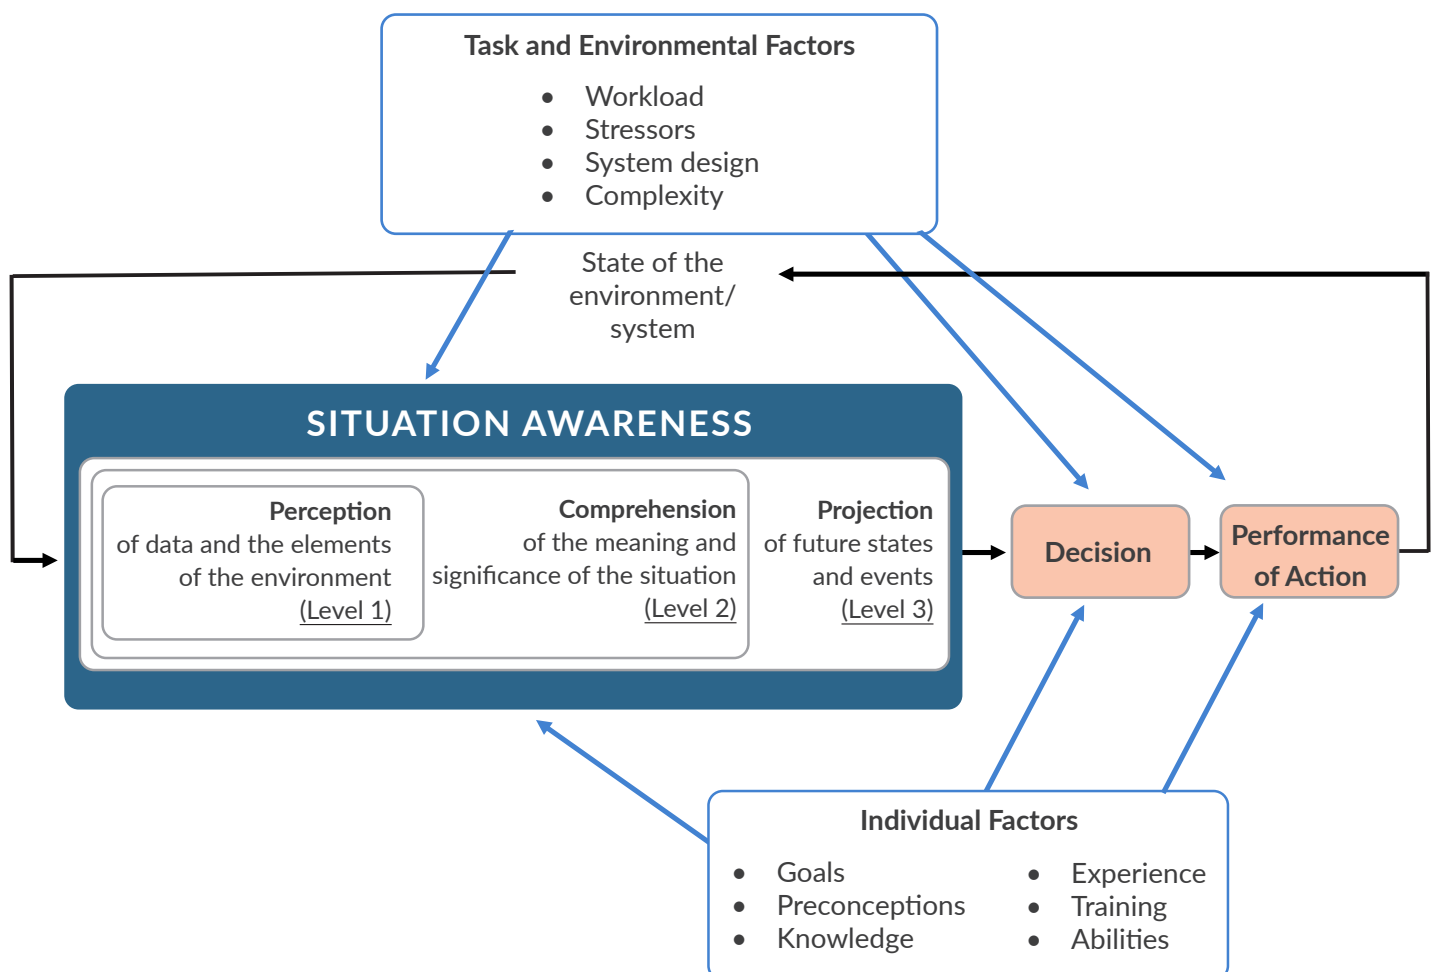 Task and Environmental Factors
• Workload
• Stressors
• System design
• Complexity
State of the
environment/
system
SITUATION AWARENESS
Perception
of data and the elements
of the environment
(Level 1)
Comprehension
of the meaning and
significance of the situation
(Level 2)
Projection
of future states
and events
(Level 3)
Decision
Performance
of Action
Individual Factors
• Goals
• Preconceptions
• Knowledge
• Experience
• Training
• Abilities